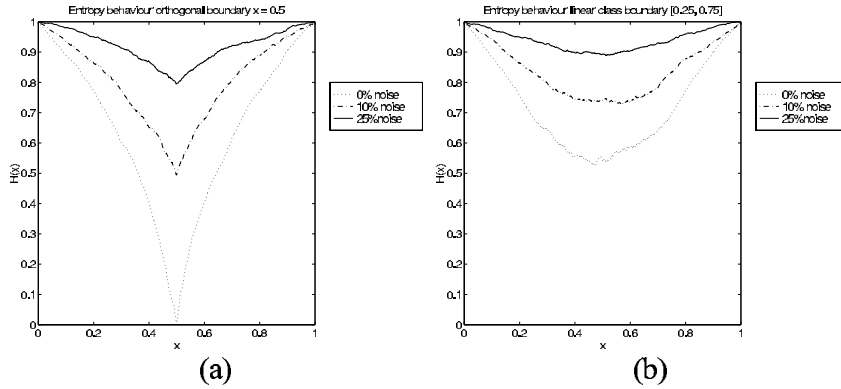 Entropy behaviour orthogonal boundary x = 0.5
1
0.9
0.8
0.7
0.6
0.5
0.4
0.3
0.2
0.1
0
H(x)
0 0.2 0.4 0.6 0.8 1
x
0% noise
10% noise
25% noise
(a)
Entropy behaviour linear class boundary [0.25, 0.75]
1
0.9
0.8
0.7
0.6
0.5
0.4
0.3
0.2
0.1
0
H(x)
0 0.2 0.4 0.6 0.8 1
x
0% noise
10% noise
25% noise
(b)